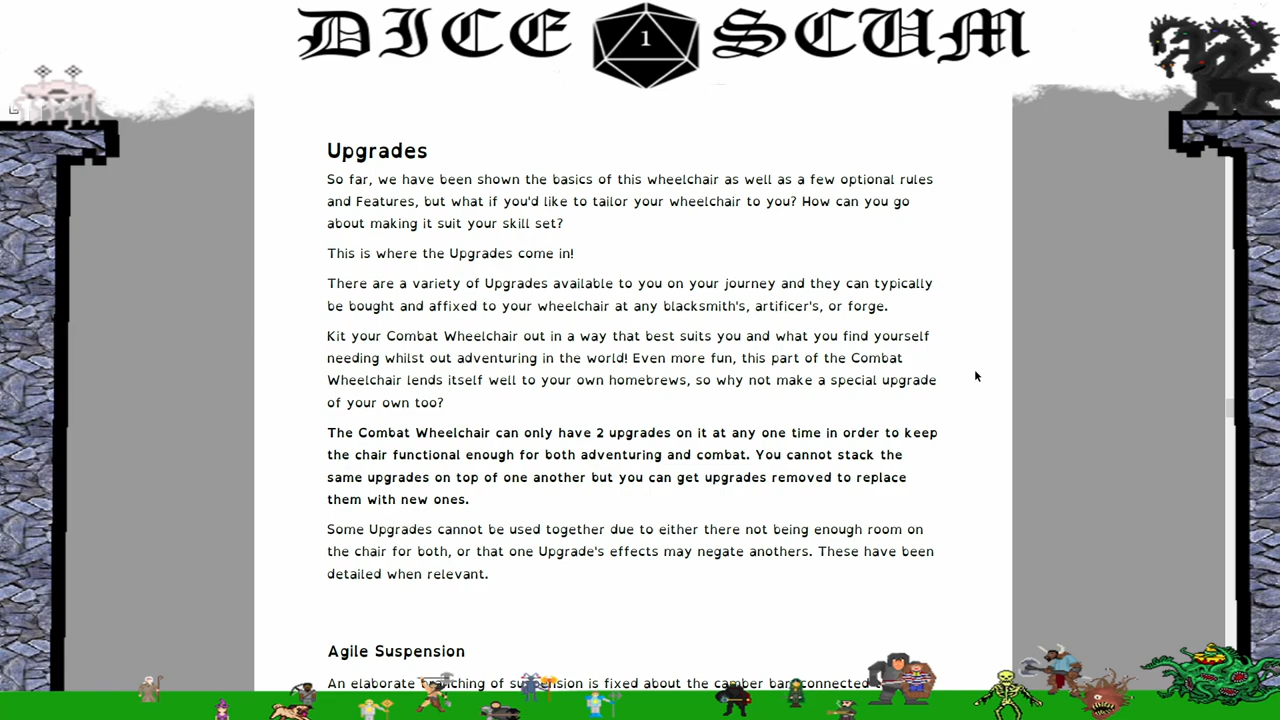 DICE 1 SCUM
Upgrades
So far, we have been shown the basics of this wheelchair as well as a few optional rules
and Features, but what if you'd like to tailor your wheelchair to you? How can you go
about making it suit your skill set?
This is where the Upgrades come in!
There are a variety of Upgrades available to you on your journey and they can typically
be bought and affixed to your wheelchair at any blacksmith's, artificer's, or forge.
Kit your Combat Wheelchair out in a way that best suits you and what you find yourself
needing whilst out adventuring in the world! Even more fun, this part of the Combat
Wheelchair lends itself well to your own homebrews, so why not make a special upgrade
of your own too?
The Combat Wheelchair can only have 2 upgrades on it at any one time in order to keep
the chair functional enough for both adventuring and combat. You cannot stack the
same upgrades on top of one another but you can get upgrades removed to replace
them with new ones.
Some Upgrades cannot be used together due to either there not being enough room on
the chair for both, or that one Upgrade's effects may negate anothers. These have been
detailed when relevant.
Agile Suspension
An elaborate of suspension is fixed about the camber bar connected